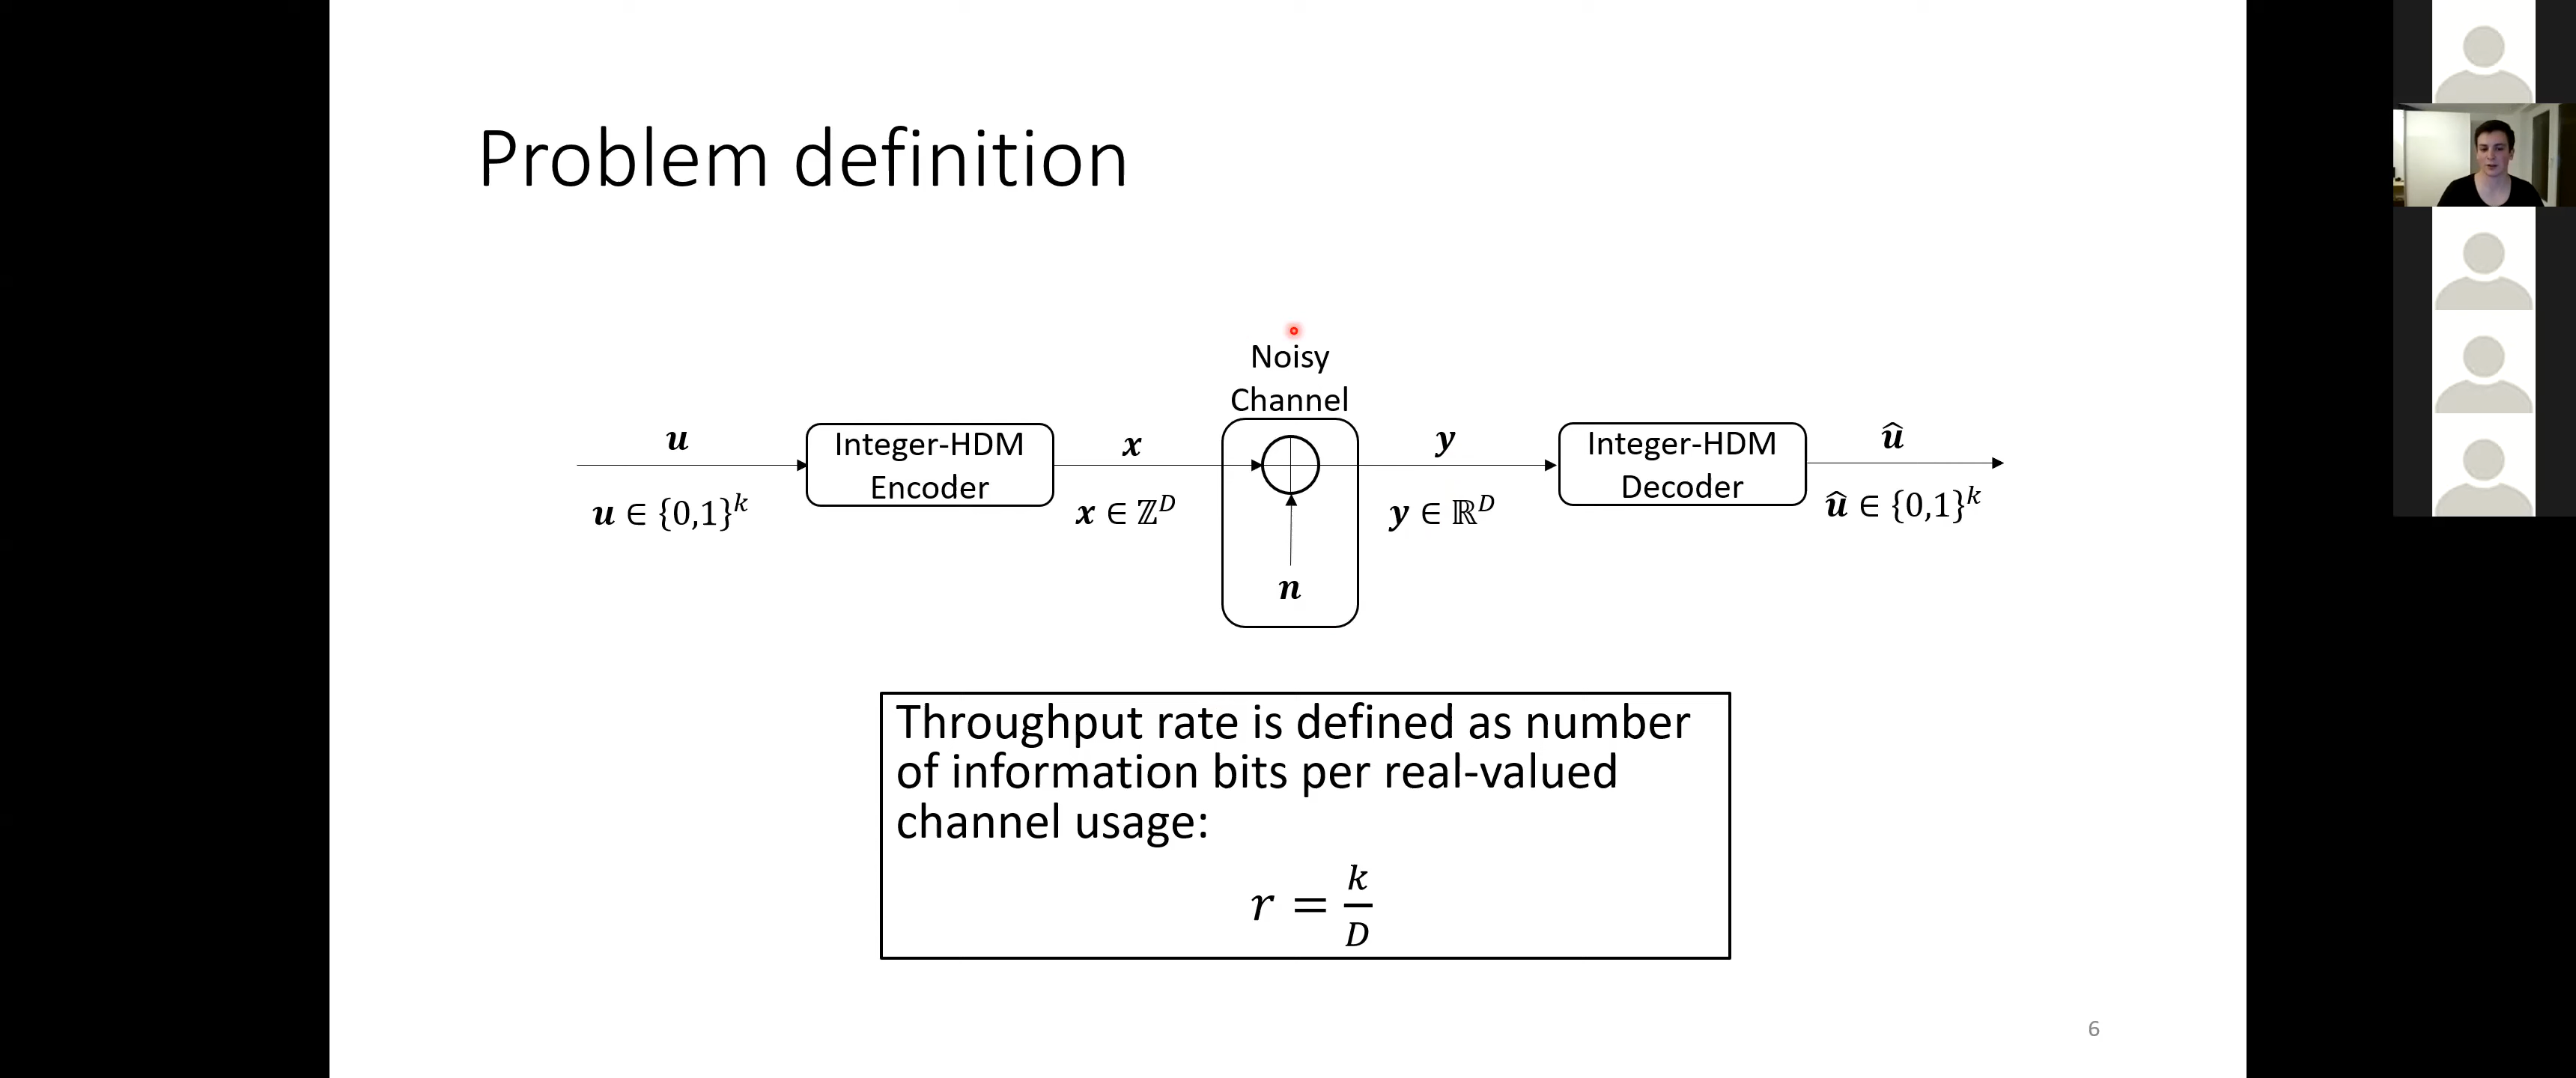 Problem definition
Noisy
Channel
u
Integer-HDM
Encoder
x
y
Integer-HDM
Decoder
û
u ∈ {0,1}^k
x ∈ ℤ^D
y ∈ ℝ^D
û ∈ {0,1}^k
n
Throughput rate is defined as number
of information bits per real-valued
channel usage:
r = k/D
6